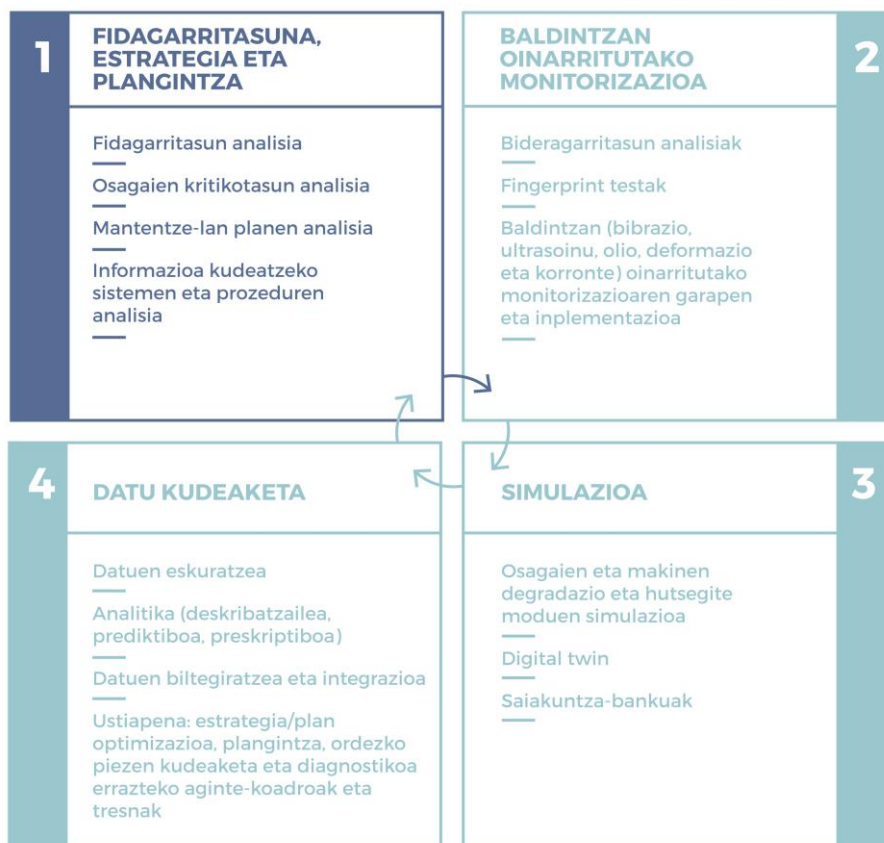 1
FIDAGARRITASUNA,
ESTRATEGIA ETA
PLANGINTZA
Fidagarritasun analisia
Osagaien kritikotasun analisia
Mantentze-lan planen analisia
Informazioa kudeatzeko
sistemen eta prozeduren
analisia
2
BALDINTZAN
OINARRITUTAKO
MONITORIZAZIOA
Bideragarritasun analisiak
Fingerprint testak
Baldintzan (bibrazio,
ultrasoinu, olio, deformazio
eta korronte) oinarritutako
monitorizazioaren garapen
eta inplementazioa
4
DATU KUDEAKETA
Datuen eskuratzea
Analitika (deskribatzailea,
prediktiboa, preskriptiboa)
Datuen biltegiratzea eta integrazioa
Ustiapena: estrategia/plan
optimizazioa, plangintza, ordezko
piezen kudeaketa eta diagnostikoa
errazteko aginte-koadroak eta
tresnak
3
SIMULAZIOA
Osagaien eta makinen
degradazio eta hutsegite
moduen simulazioa
Digital twin
Saiakuntza-bankuak